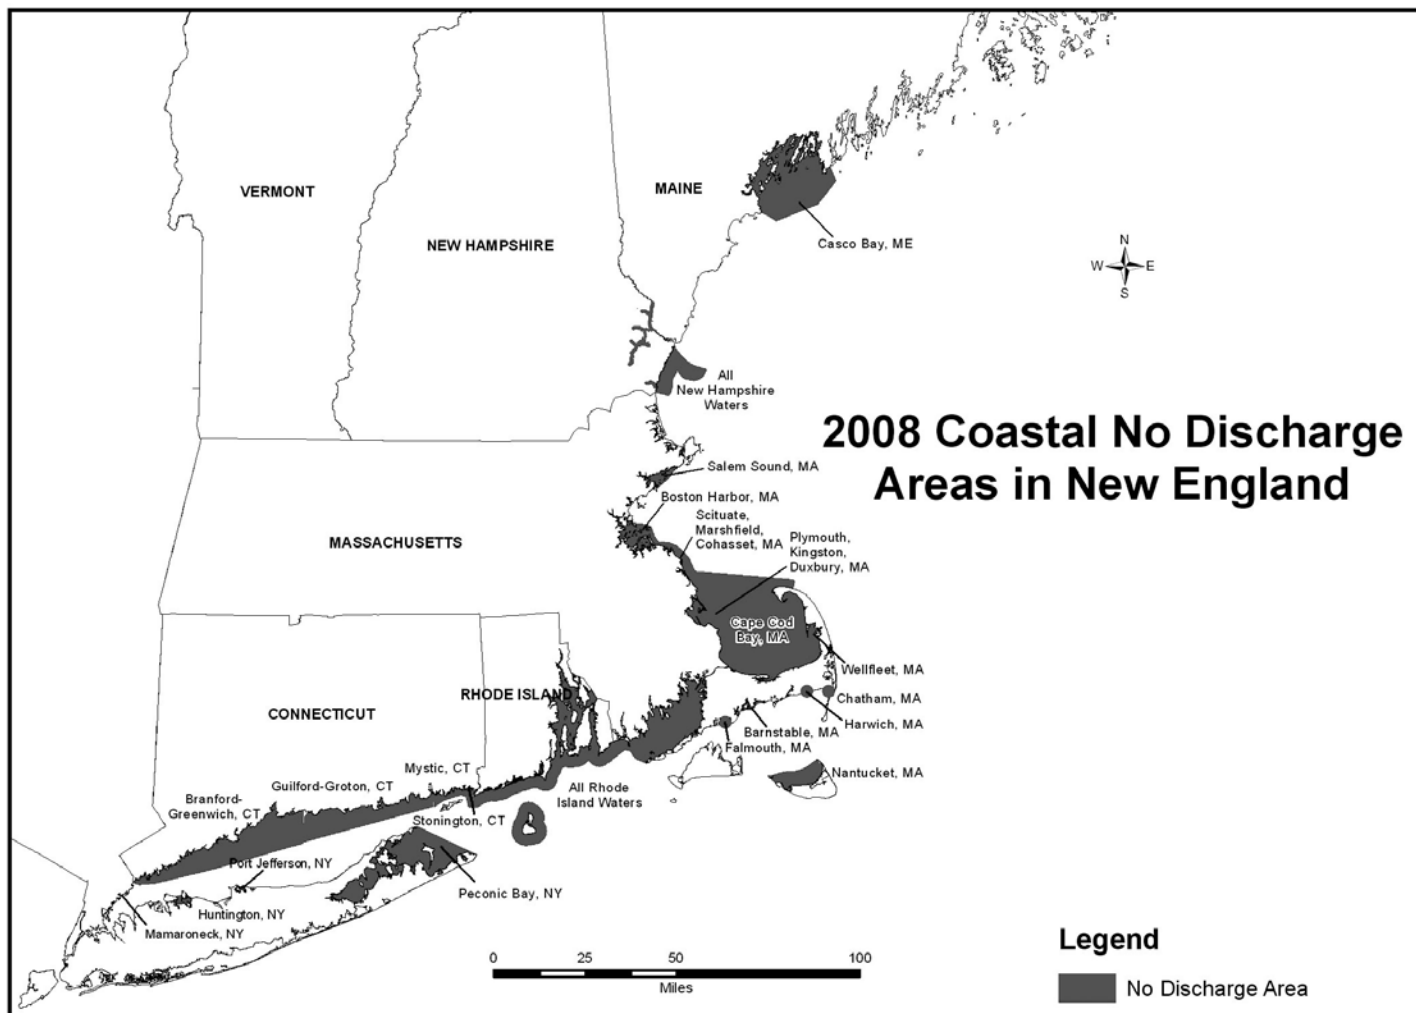 VERMONT
MAINE
NEW HAMPSHIRE
Casco Bay, ME
N
W
E
S
All
New Hampshire
Waters
2008 Coastal No Discharge
Areas in New England
Salem Sound, MA
Boston Harbor, MA
Scituate,
Marshfield,
Cohasset, MA
Plymouth,
Kingston,
Duxbury, MA
MASSACHUSETTS
Cape Cod
Bay, MA
Wellfleet, MA
Chatham, MA
Harwich, MA
Barnstable, MA
Falmouth, MA
Nantucket, MA
RHODE ISLAND
CONNECTICUT
Mystic, CT
Guilford-Groton, CT
Branford-
Greenwich, CT
All Rhode
Island Waters
Stonington, CT
Port Jefferson, NY
Peconic Bay, NY
Huntington, NY
Mamaroneck, NY
0 25 50 100
Miles
Legend
No Discharge Area